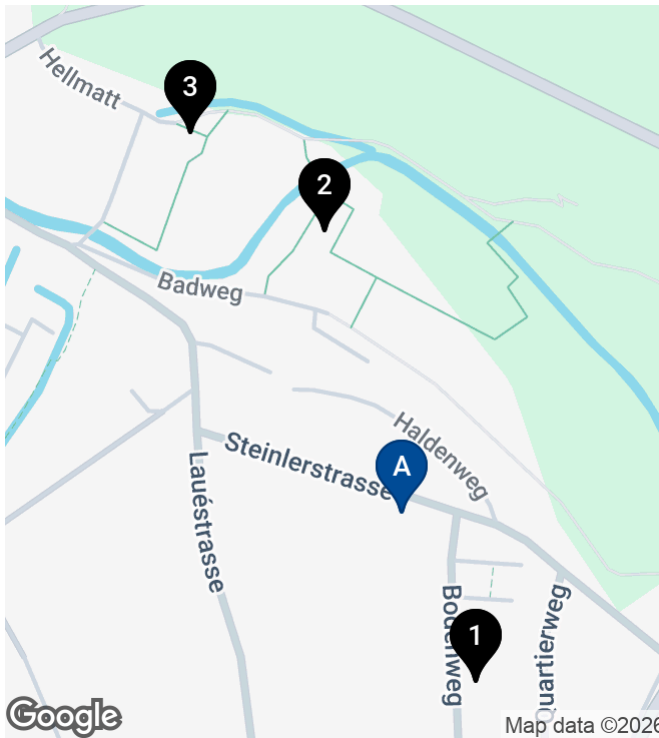 Hellmatt
3
2
Badweg
Haldenweg
Steinlerstrasse
A
Lauéstrasse
Bodenweg
1
Quartierweg
Google
Map data ©2026